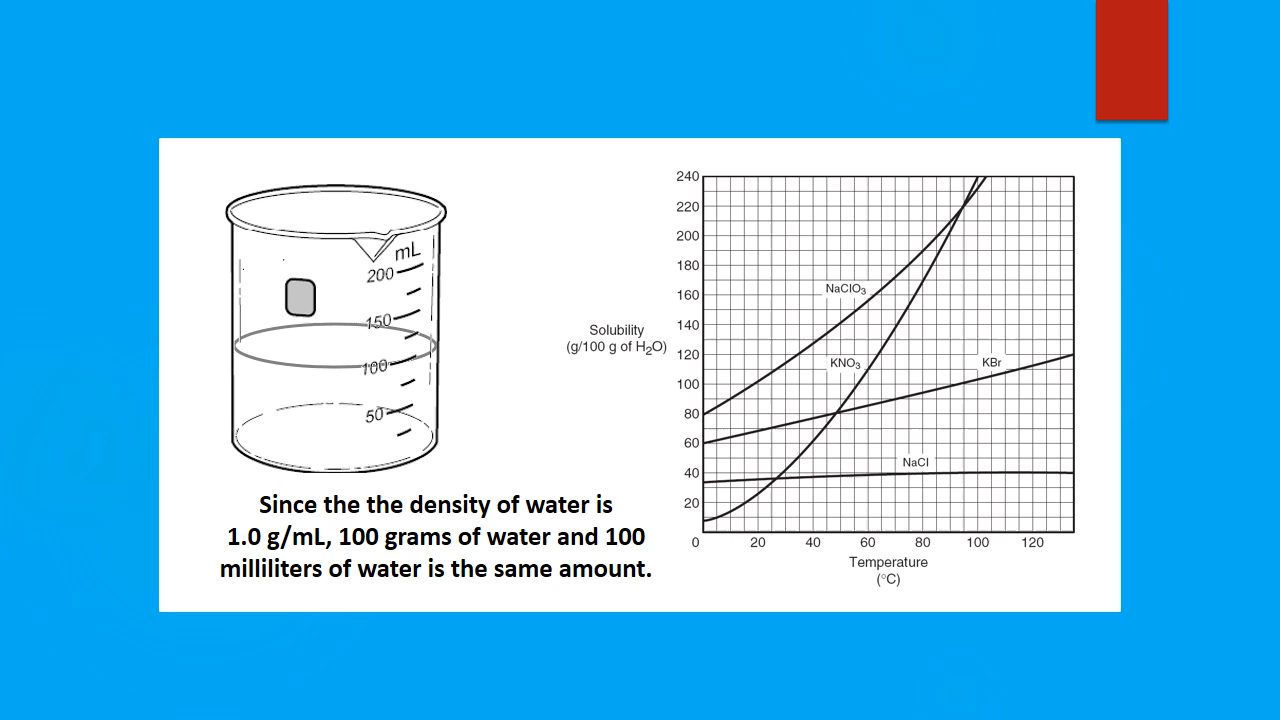 mL
200
150
100
50
Since the the density of water is
1.0 g/mL, 100 grams of water and 100
milliliters of water is the same amount.
Solubility
(g/100 g of H₂O)
240
220
200
180
160
140
120
100
80
60
40
20
0
NaClO₃
KNO₃
KBr
NaCl
20 40 60 80 100 120
Temperature
(°C)